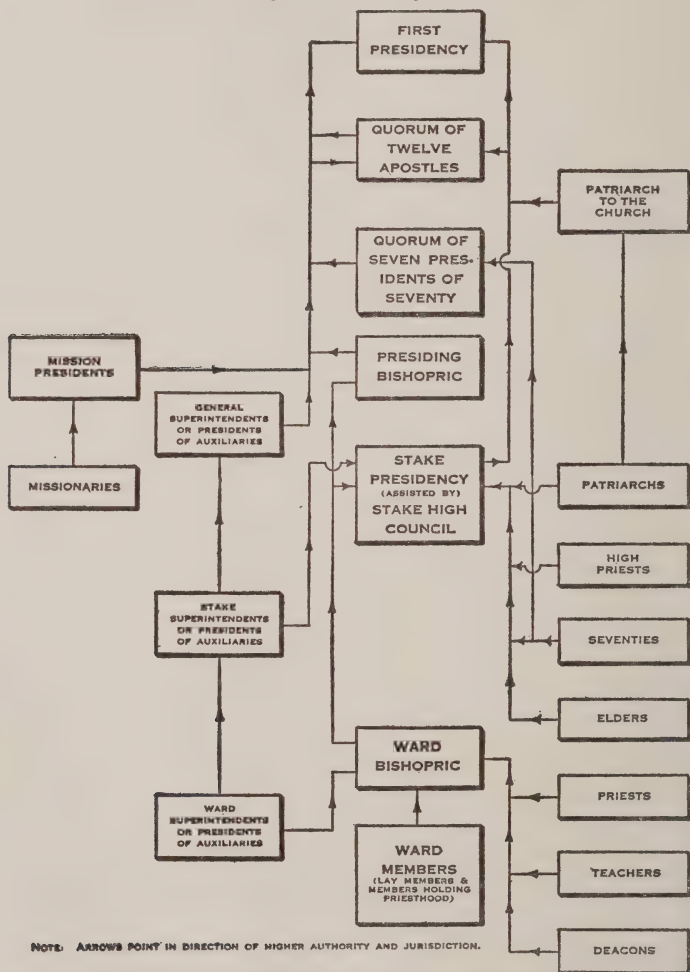 FIRST
PRESIDENCY
QUORUM OF
TWELVE
APOSTLES
PATRIARCH
TO THE
CHURCH
QUORUM OF
SEVEN PRES-
IDENTS OF
SEVENTY
MISSION
PRESIDENTS
PRESIDING
BISHOPRIC
GENERAL
SUPERINTENDENTS
OR PRESIDENTS
OF AUXILIARIES
MISSIONARIES
STAKE
PRESIDENCY
(ASSISTED BY)
STAKE HIGH
COUNCIL
PATRIARCHS
HIGH
PRIESTS
STAKE
SUPERINTENDENTS
OR PRESIDENTS
OF AUXILIARIES
SEVENTIES
ELDERS
WARD
BISHOPRIC
PRIESTS
WARD
SUPERINTENDENTS
OR PRESIDENTS
OF AUXILIARIES
WARD
MEMBERS
(LAY MEMBERS &
MEMBERS HOLDING
PRIESTHOOD)
TEACHERS
DEACONS
NOTE: ARROWS POINT IN DIRECTION OF HIGHER AUTHORITY AND JURISDICTION.